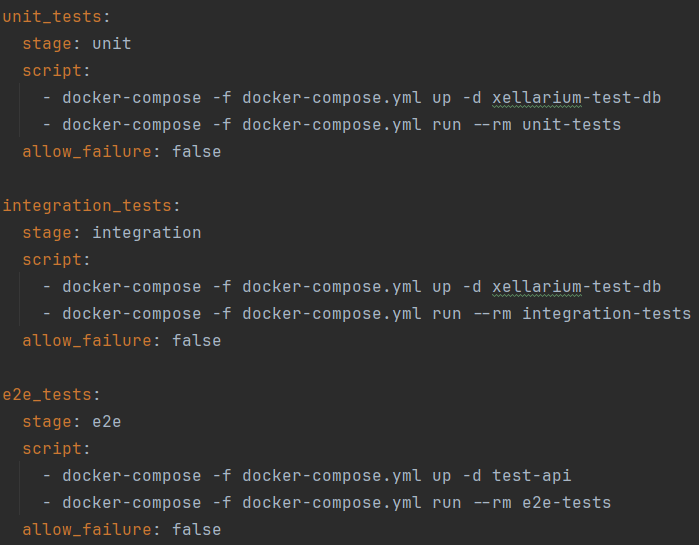 unit_tests:
  stage: unit
  script:
    - docker-compose -f docker-compose.yml up -d xellarium-test-db
    - docker-compose -f docker-compose.yml run --rm unit-tests
  allow_failure: false

integration_tests:
  stage: integration
  script:
    - docker-compose -f docker-compose.yml up -d xellarium-test-db
    - docker-compose -f docker-compose.yml run --rm integration-tests
  allow_failure: false

e2e_tests:
  stage: e2e
  script:
    - docker-compose -f docker-compose.yml up -d test-api
    - docker-compose -f docker-compose.yml run --rm e2e-tests
  allow_failure: false